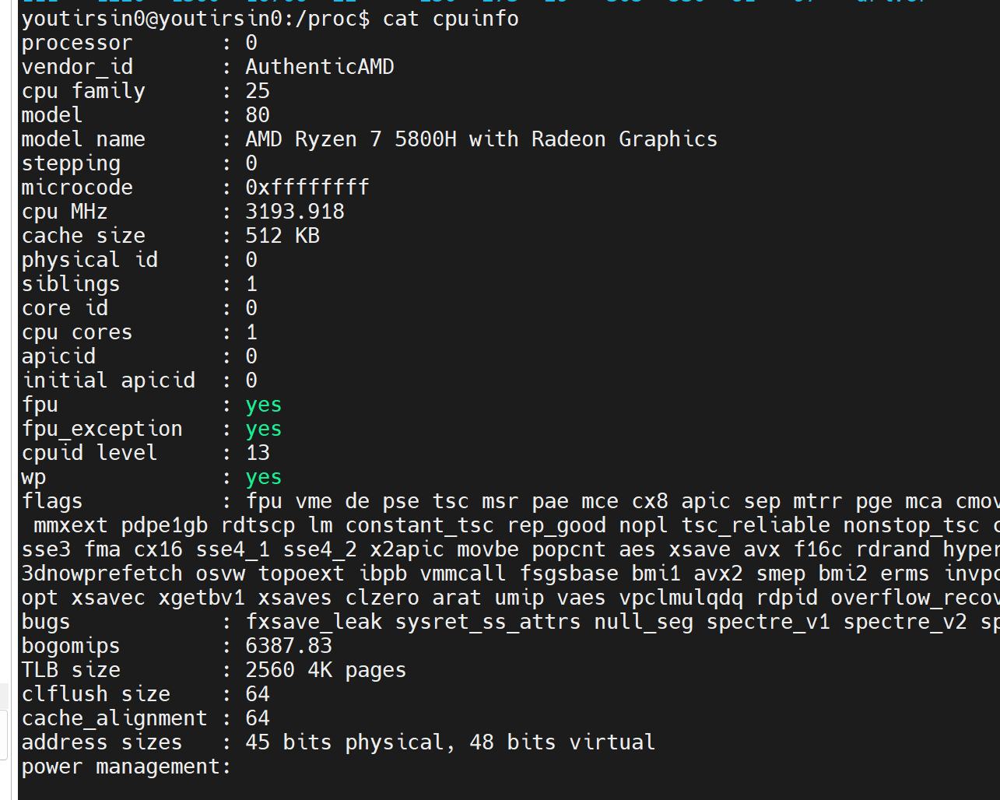 youtirsin0@youtirsin0:/proc$ cat cpuinfo
processor : 0
vendor_id : AuthenticAMD
cpu family : 25
model : 80
model name : AMD Ryzen 7 5800H with Radeon Graphics
stepping : 0
microcode : 0xffffffff
cpu MHz : 3193.918
cache size : 512 KB
physical id : 0
siblings : 1
core id : 0
cpu cores : 1
apicid : 0
initial apicid : 0
fpu : yes
fpu_exception : yes
cpuid level : 13
wp : yes
flags : fpu vme de pse tsc msr pae mce cx8 apic sep mtrr pge mca cmov
mmxext pdpe1gb rdtscp lm constant_tsc rep_good nopl tsc_reliable nonstop_tsc c
sse3 fma cx16 sse4_1 sse4_2 x2apic movbe popcnt aes xsave avx f16c rdrand hyper
3dnowprefetch osvw topoext ibpb vmmcall fsgsbase bmi1 avx2 smep bmi2 erms invpc
opt xsavec xgetbv1 xsaves clzero arat umip vaes vpclmulqdq rdpid overflow_recov
bugs : fxsave_leak sysret_ss_attrs null_seg spectre_v1 spectre_v2 sp
bogomips : 6387.83
TLB size : 2560 4K pages
clflush size : 64
cache_alignment : 64
address sizes : 45 bits physical, 48 bits virtual
power management: